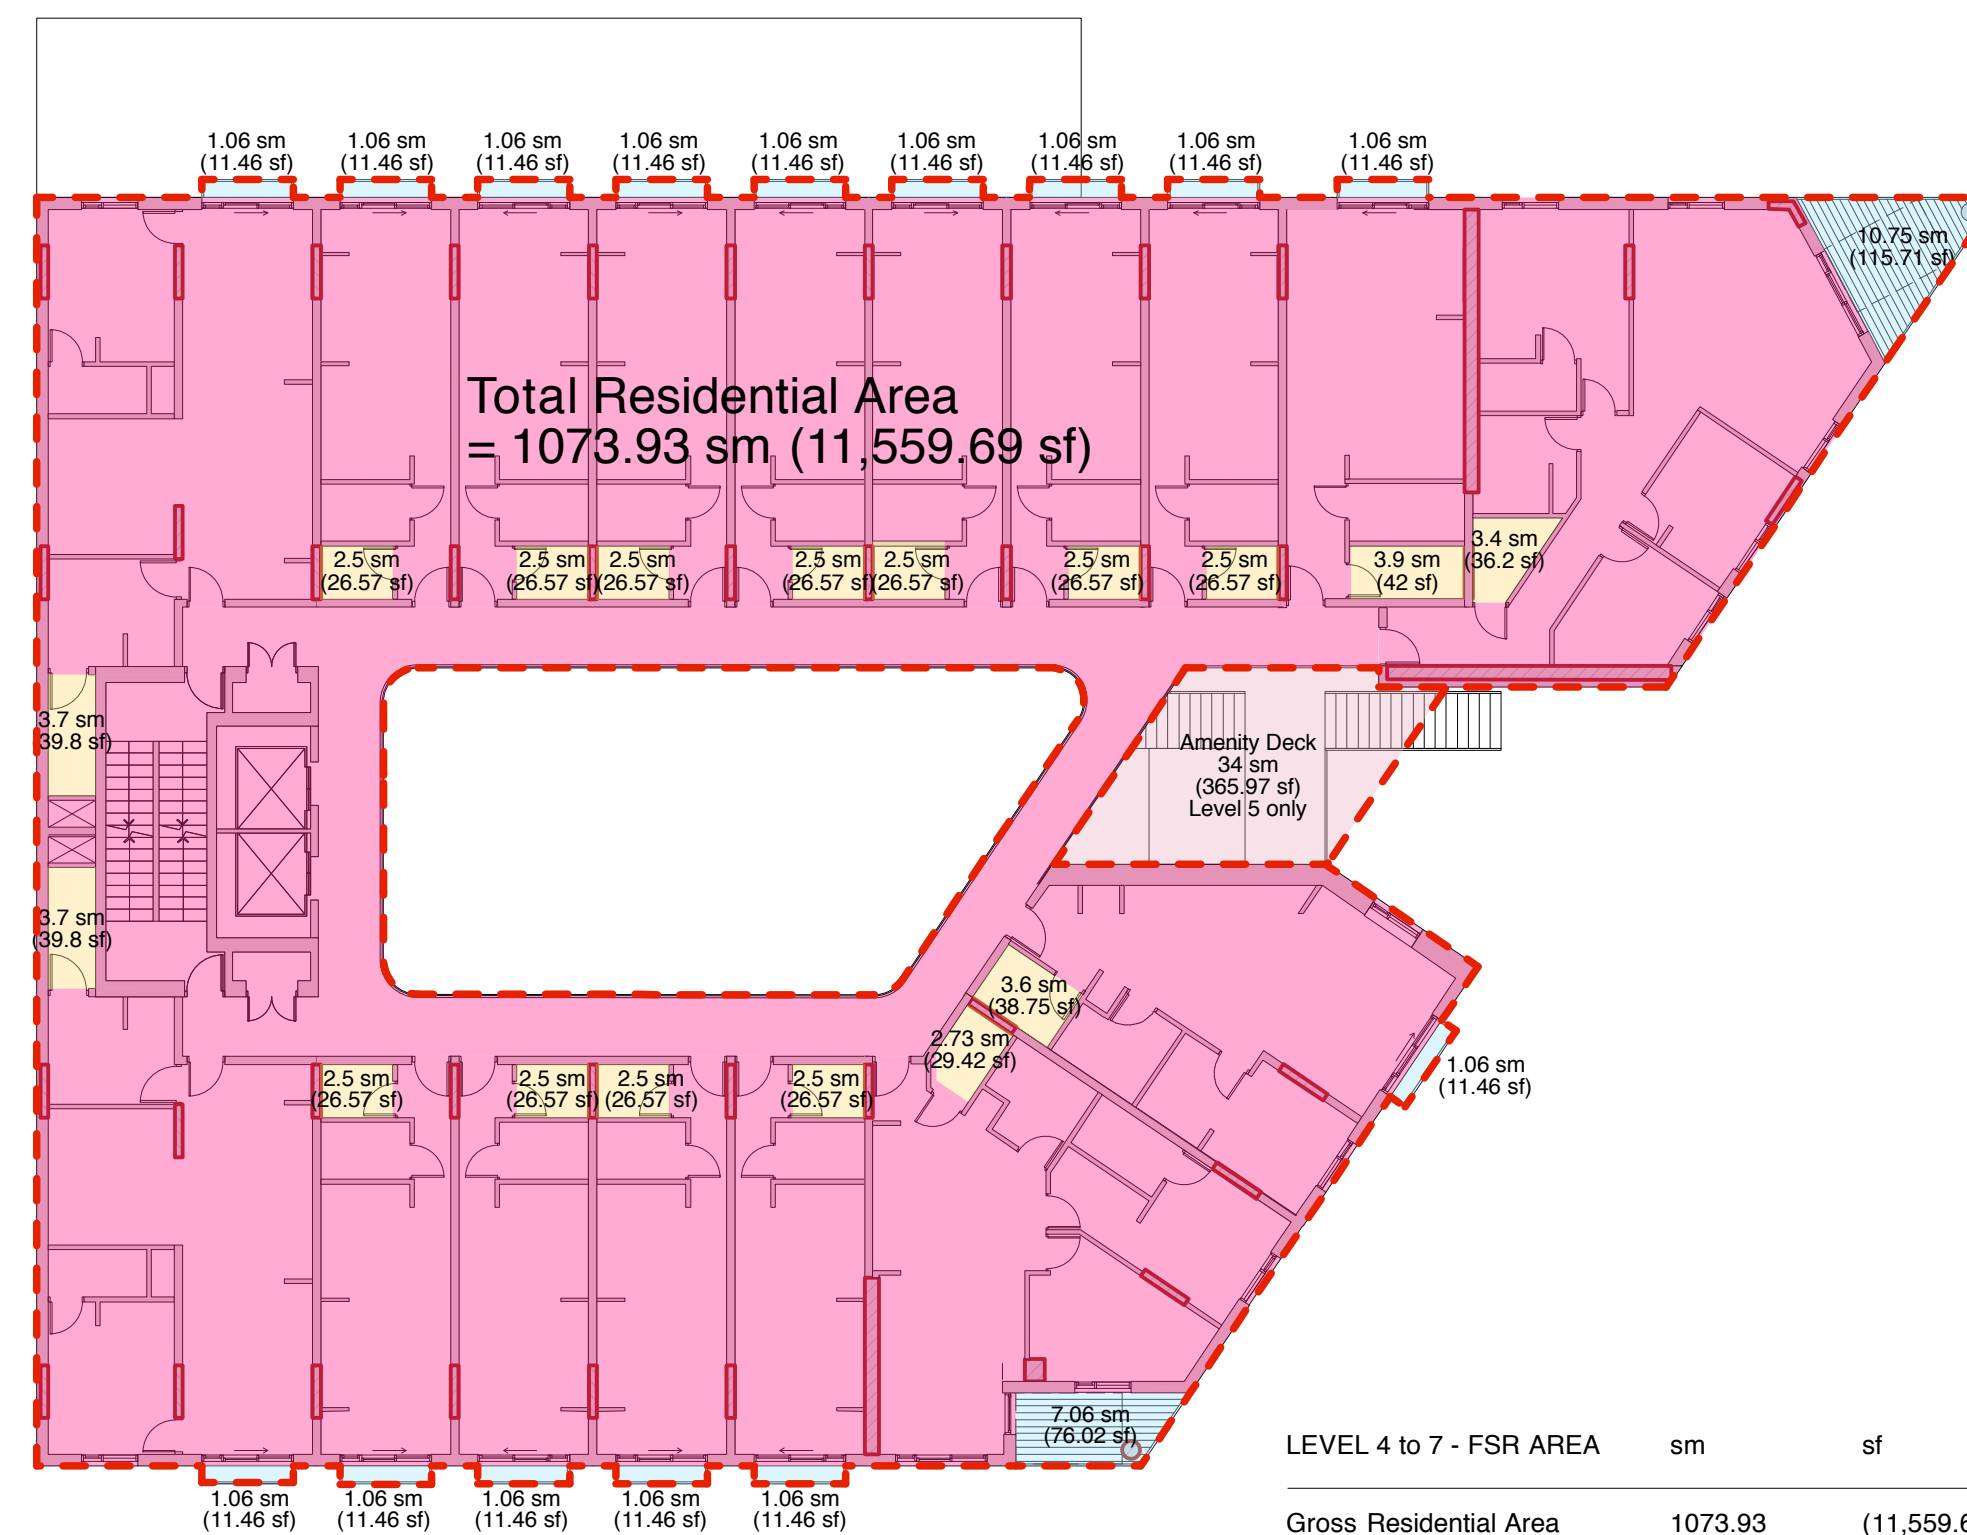 1.06 sm
(11.46 sf)
1.06 sm
(11.46 sf)
1.06 sm
(11.46 sf)
1.06 sm
(11.46 sf)
1.06 sm
(11.46 sf)
1.06 sm
(11.46 sf)
1.06 sm
(11.46 sf)
1.06 sm
(11.46 sf)
1.06 sm
(11.46 sf)
10.75 sm
(115.71 sf)
Total Residential Area
= 1073.93 sm (11,559.69 sf)
2.5 sm
(26.57 sf)
2.5 sm
(26.57 sf)
2.5 sm
(26.57 sf)
2.5 sm
(26.57 sf)
2.5 sm
(26.57 sf)
2.5 sm
(26.57 sf)
2.5 sm
(26.57 sf)
3.9 sm
(42 sf)
3.4 sm
(36.2 sf)
3.7 sm
(39.8 sf)
Amenity Deck
34 sm
(365.97 sf)
Level 5 only
3.7 sm
(39.8 sf)
3.6 sm
(38.75 sf)
2.73 sm
(29.42 sf)
1.06 sm
(11.46 sf)
2.5 sm
(26.57 sf)
2.5 sm
(26.57 sf)
2.5 sm
(26.57 sf)
2.5 sm
(26.57 sf)
7.06 sm
(76.02 sf)
1.06 sm
(11.46 sf)
1.06 sm
(11.46 sf)
1.06 sm
(11.46 sf)
1.06 sm
(11.46 sf)
1.06 sm
(11.46 sf)
LEVEL 4 to 7 - FSR AREA sm sf
Gross Residential Area 1073.93 (11,559.6